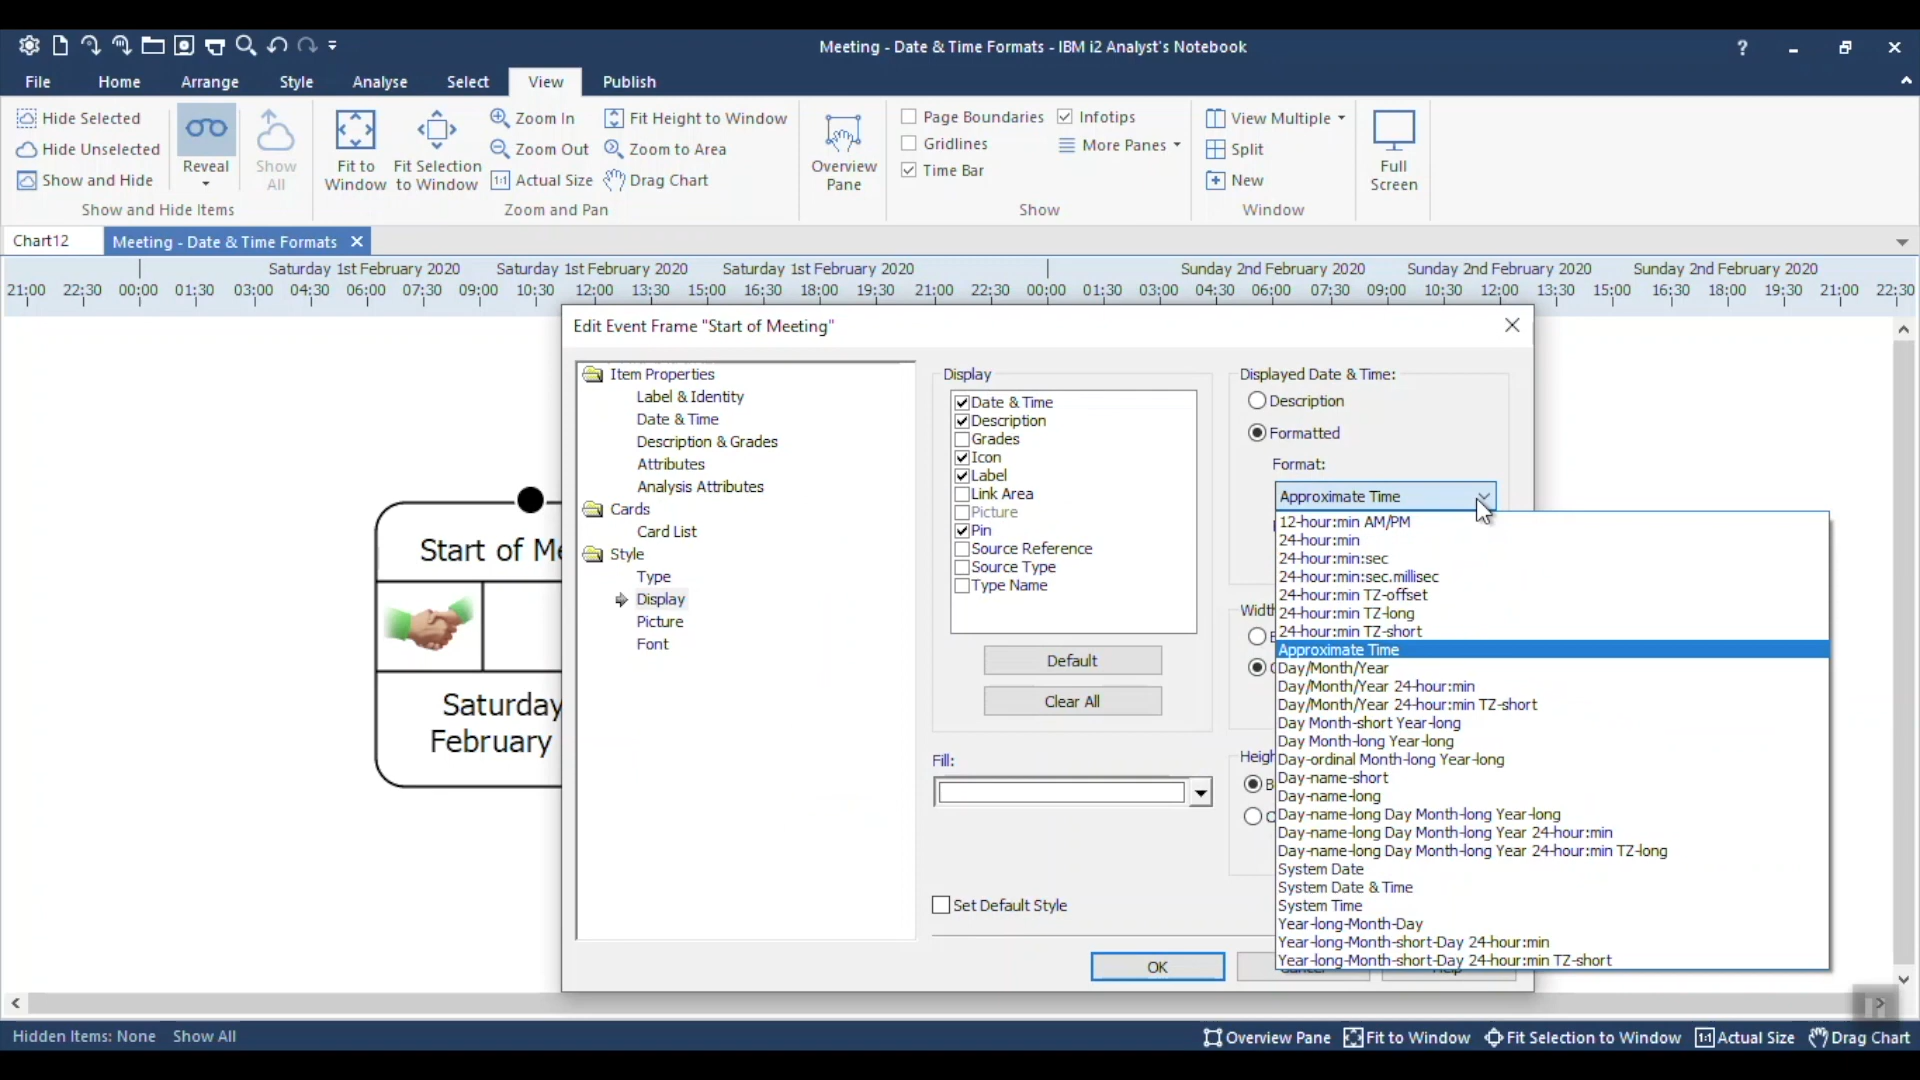 Meeting - Date & Time Formats - IBM i2 Analyst's Notebook
?
File Home Arrange Style Analyse Select View Publish
Hide Selected
Hide Unselected
Show and Hide
Reveal
Show All
Show and Hide Items
Fit to Window
Fit Selection to Window
Zoom In
Zoom Out
1:1 Actual Size
Fit Height to Window
Zoom to Area
Drag Chart
Zoom and Pan
Overview Pane
Page Boundaries
Gridlines
Time Bar
Infotips
More Panes
Show
View Multiple
Split
New
Window
Full Screen
Chart12
Meeting - Date & Time Formats
Saturday 1st February 2020 Saturday 1st February 2020 Saturday 1st February 2020 Sunday 2nd February 2020 Sunday 2nd February 2020 Sunday 2nd February 2020
21:00 22:30 00:00 01:30 03:00 04:30 06:00 07:30 09:00 10:30 12:00 13:30 15:00 16:30 18:00 19:30 21:00 22:30 00:00 01:30 03:00 04:30 06:00 07:30 09:00 10:30 12:00 13:30 15:00 16:30 18:00 19:30 21:00 22:30
Start of Me
Saturday
February
Edit Event Frame "Start of Meeting"
Item Properties
Label & Identity
Date & Time
Description & Grades
Attributes
Analysis Attributes
Cards
Card List
Style
Type
Display
Picture
Font
Display
Date & Time
Description
Grades
Icon
Label
Link Area
Picture
Pin
Source Reference
Source Type
Type Name
Default
Clear All
Fill:
Set Default Style
Displayed Date & Time:
Description
Formatted
Format:
Approximate Time
12-hour:min AM/PM
24-hour:min
24-hour:min:sec
24-hour:min:sec.millisec
24-hour:min TZ-offset
24-hour:min TZ-long
24-hour:min TZ-short
Approximate Time
Day/Month/Year
Day/Month/Year 24-hour:min
Day/Month/Year 24-hour:min TZ-short
Day Month-short Year-long
Day Month-long Year-long
Day-ordinal Month-long Year-long
Day-name-short
Day-name-long
Day-name-long Day Month-long Year-long
Day-name-long Day Month-long Year 24-hour:min
Day-name-long Day Month-long Year 24-hour:min TZ-long
System Date
System Date & Time
System Time
Year-long-Month-Day
Year-long-Month-short-Day 24-hour:min
Year-long-Month-short-Day 24-hour:min TZ-short
Width
Heigh
OK
Hidden Items: None Show All
Overview Pane Fit to Window Fit Selection to Window 1:1 Actual Size Drag Chart